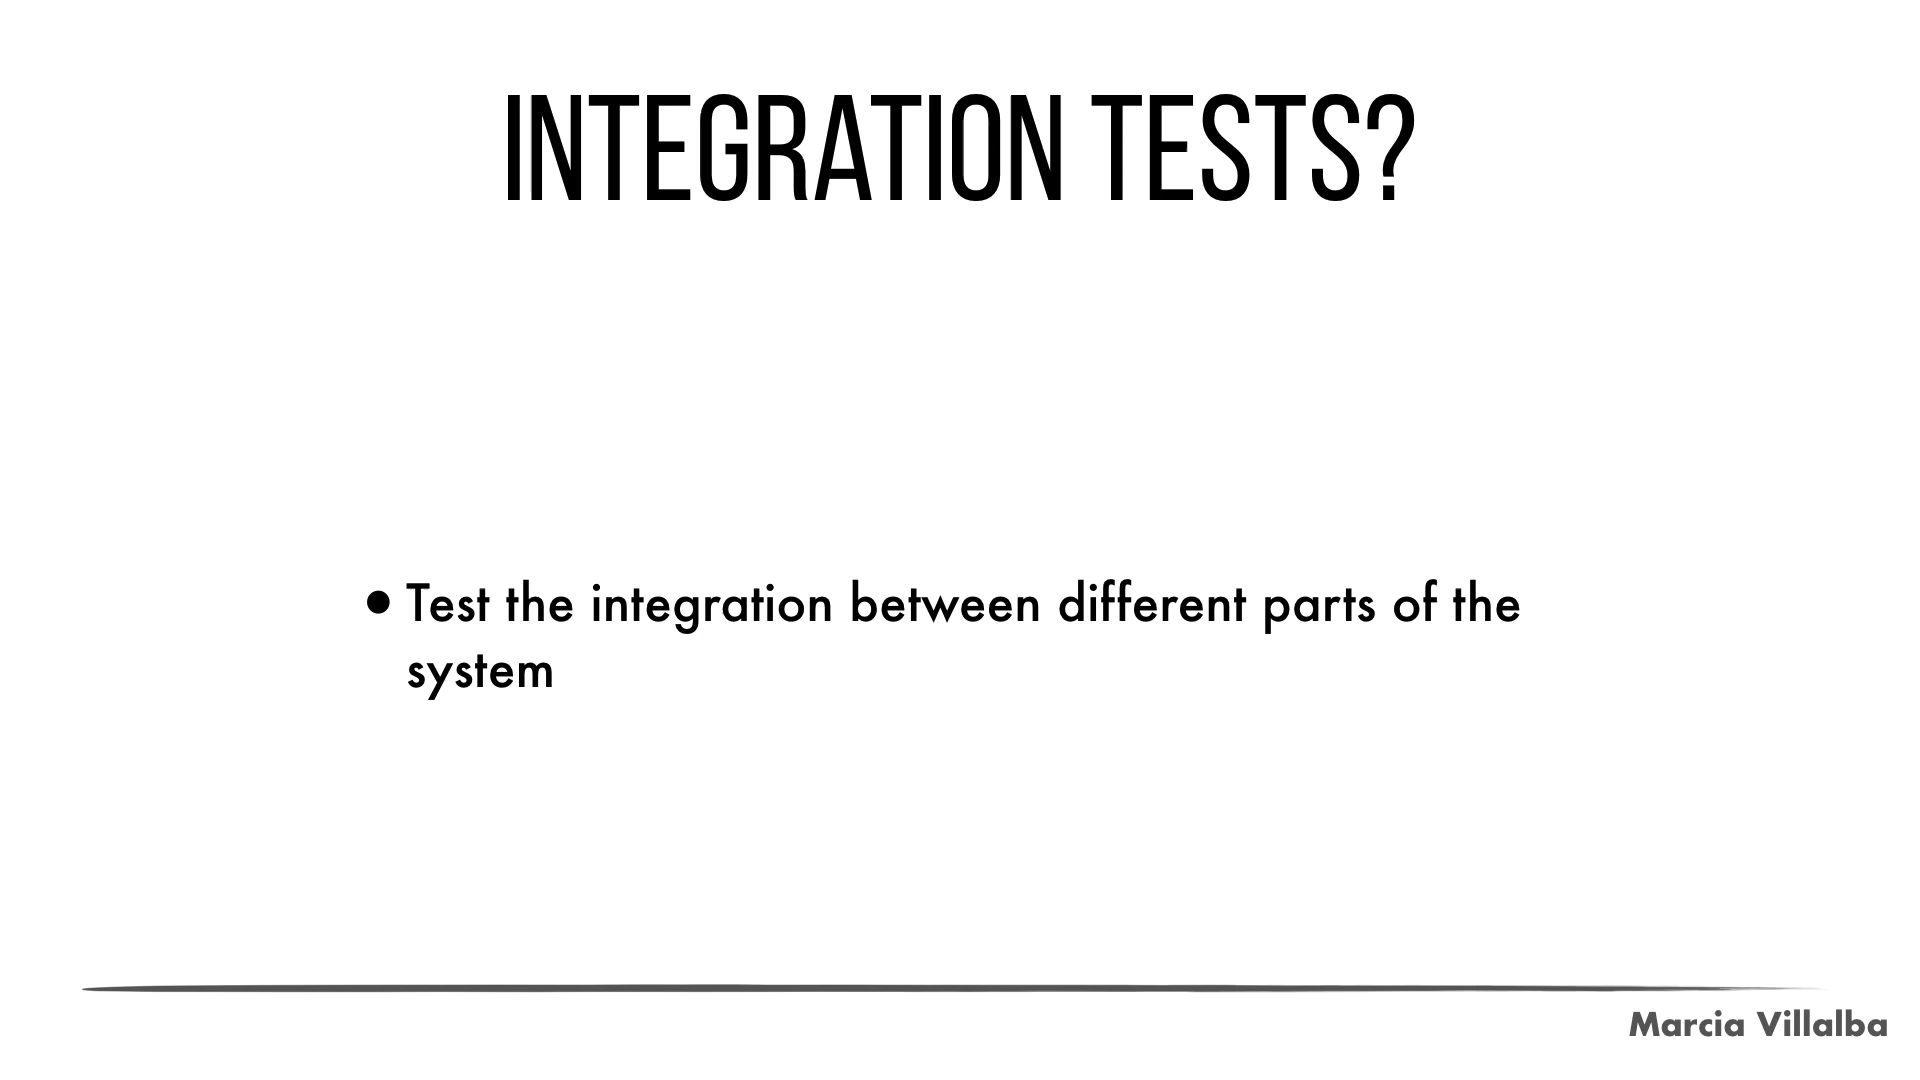 INTEGRATION TESTS?
• Test the integration between different parts of the
system
Marcia Villalba